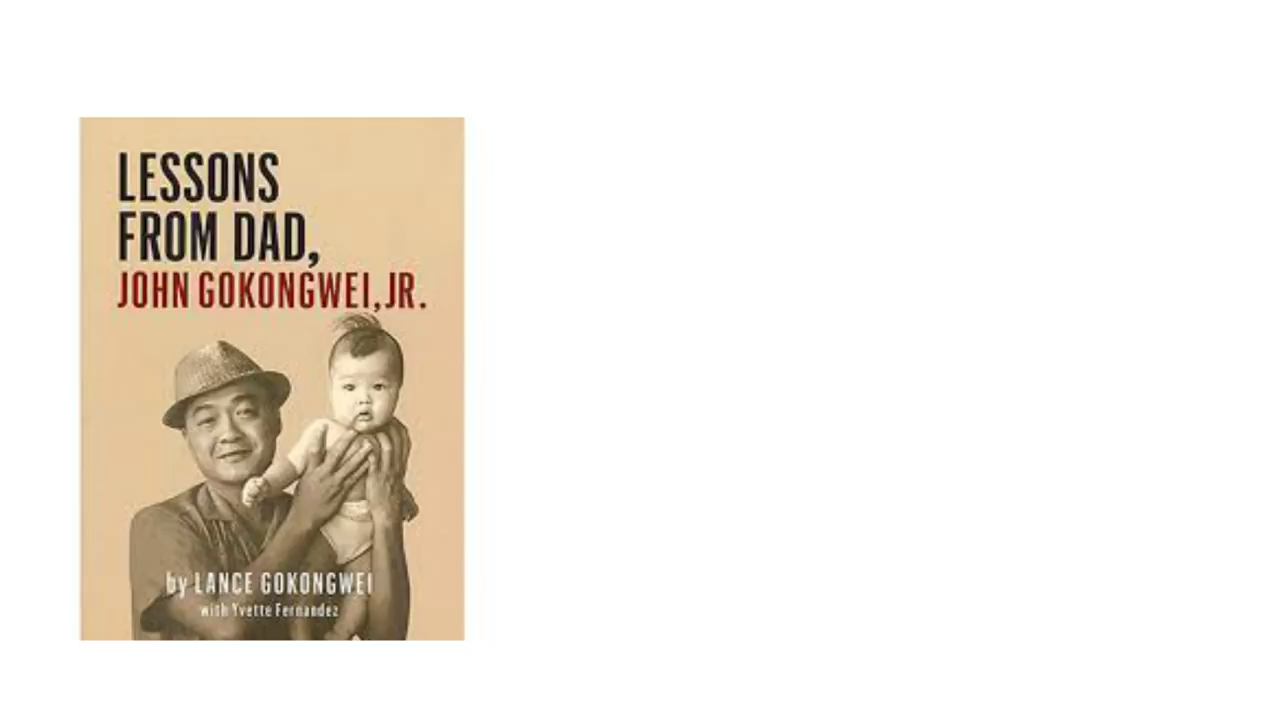 LESSONS
FROM DAD,
JOHN GOKONGWEI, JR.
by LANCE GOKONGWEI
with Yvette Fernandez